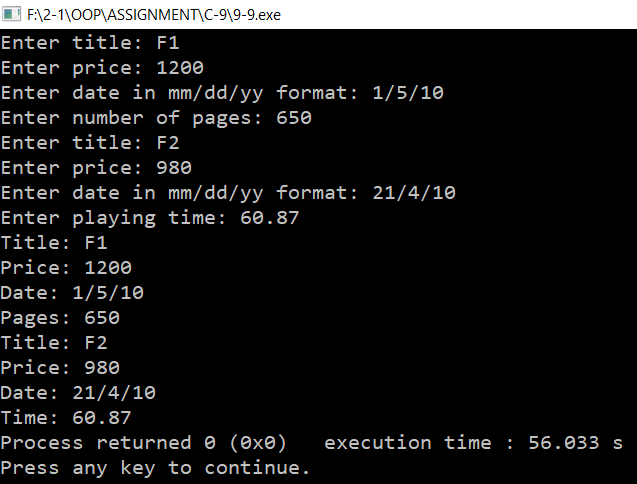 F:\2-1\OOP\ASSIGNMENT\C-9\9-9.exe
Enter title: F1
Enter price: 1200
Enter date in mm/dd/yy format: 1/5/10
Enter number of pages: 650
Enter title: F2
Enter price: 980
Enter date in mm/dd/yy format: 21/4/10
Enter playing time: 60.87
Title: F1
Price: 1200
Date: 1/5/10
Pages: 650
Title: F2
Price: 980
Date: 21/4/10
Time: 60.87
Process returned 0 (0x0)   execution time : 56.033 s
Press any key to continue.